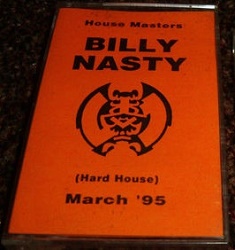 House Masters
BILLY
NASTY
(Hard House)
March '95